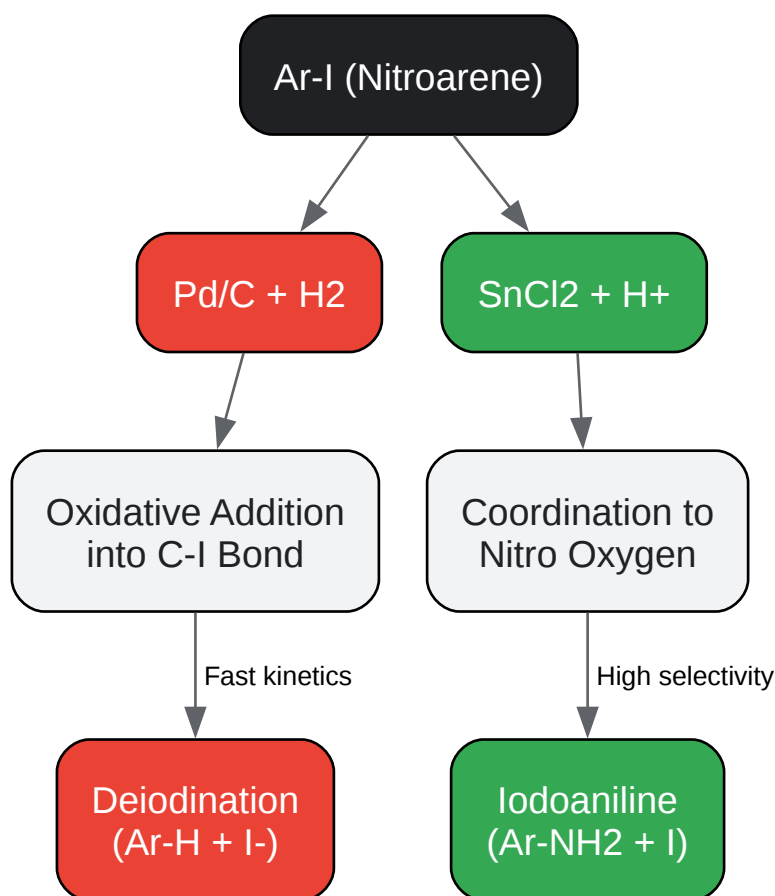 Ar-I (Nitroarene)
Pd/C + H2
SnCl2 + H+
Oxidative Addition
into C-I Bond
Coordination to
Nitro Oxygen
Fast kinetics
High selectivity
Deiodination
(Ar-H + I-)
Iodoaniline
(Ar-NH2 + I)